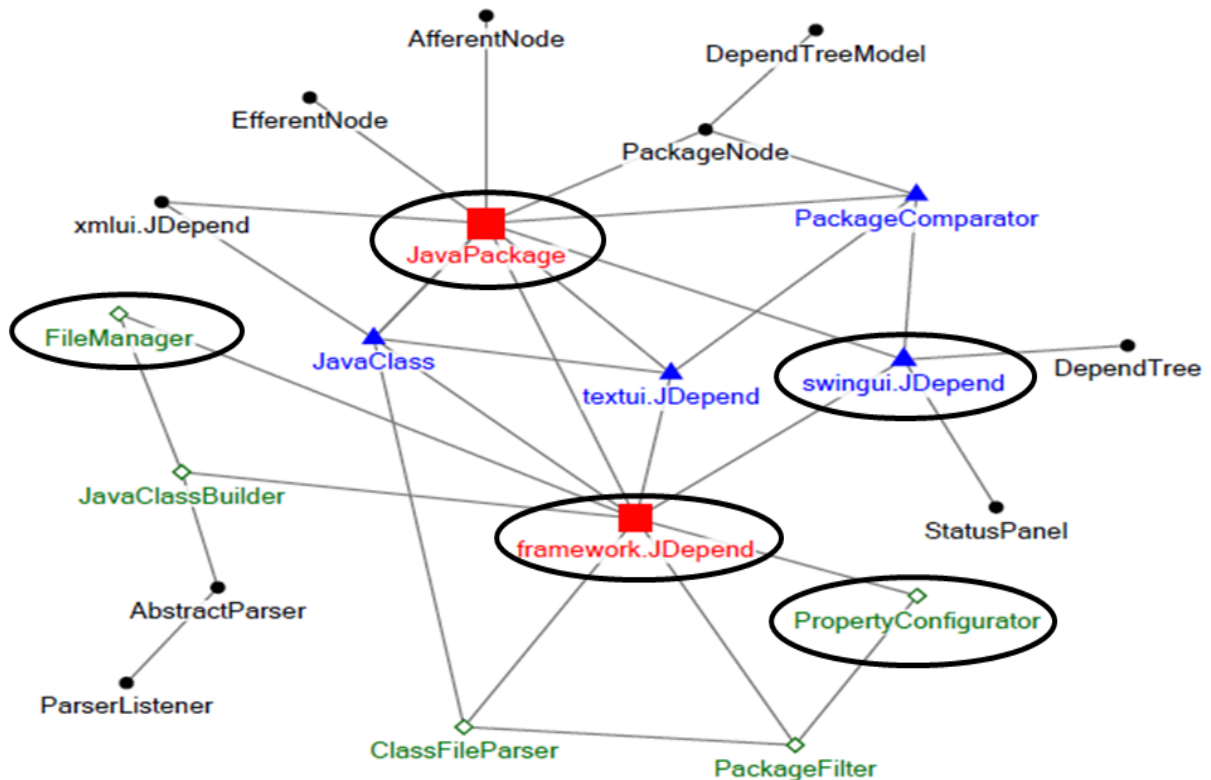 AfferentNode
DependTreeModel
EfferentNode
PackageNode
xmlui.JDepend
PackageComparator
JavaPackage
FileManager
JavaClass
DependTree
swingui.JDepend
textui.JDepend
JavaClassBuilder
StatusPanel
framework.JDepend
AbstractParser
PropertyConfigurator
ParserListener
ClassFileParser
PackageFilter